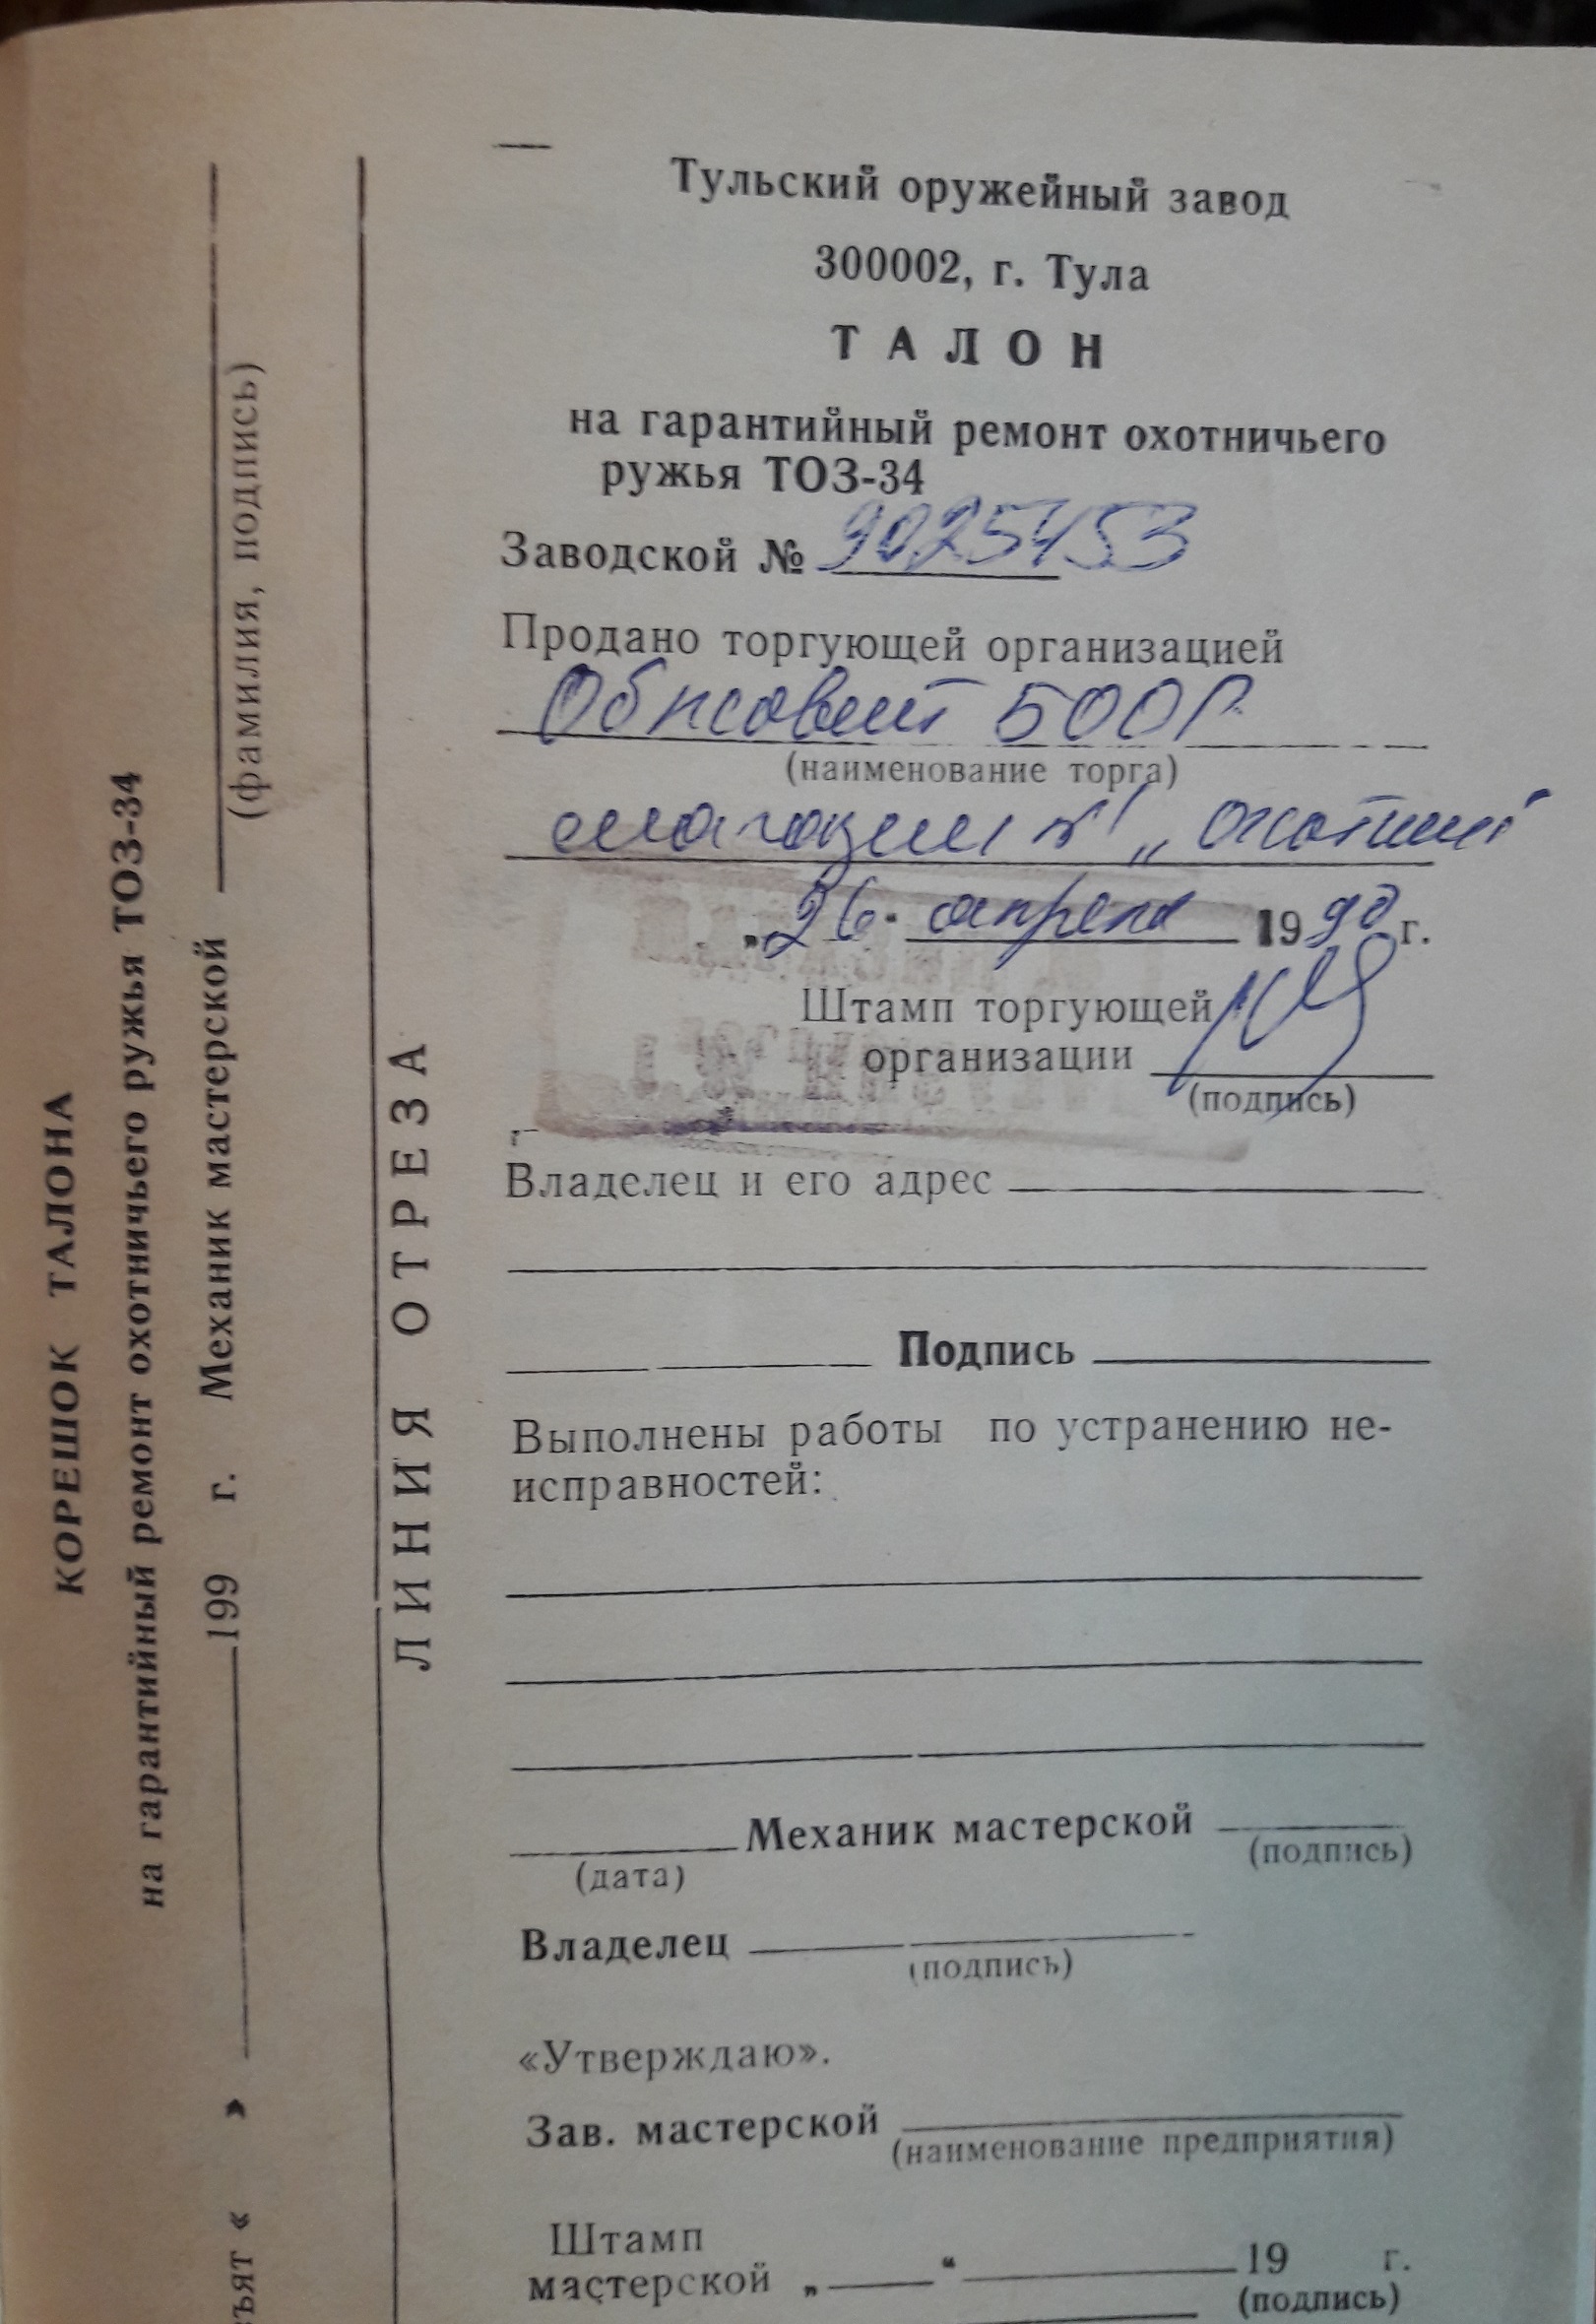 Тульский оружейный завод
300002, г. Тула
ТАЛОН
на гарантийный ремонт охотничьего
ружья ТОЗ-34
Заводской № 9025453
Продано торгующей организацией
(наименование торга)
магазин "
„26" апреля 1990 г.
Штамп торгующей
организации
(подпись)
Владелец и его адрес
Подпись
Выполнены работы по устранению не-
исправностей:
Механик мастерской
(дата) (подпись)
Владелец
(подпись)
«Утверждаю».
Зав. мастерской
(наименование предприятия)
Штамп
мастерской „ “ 19 г.
(подпись)
ЛИНИЯ ОТРЕЗА
КОРЕШОК ТАЛОНА
на гарантийный ремонт охотничьего ружья ТОЗ-34
« » 199 г. Механик мастерской
(фамилия, подпись)